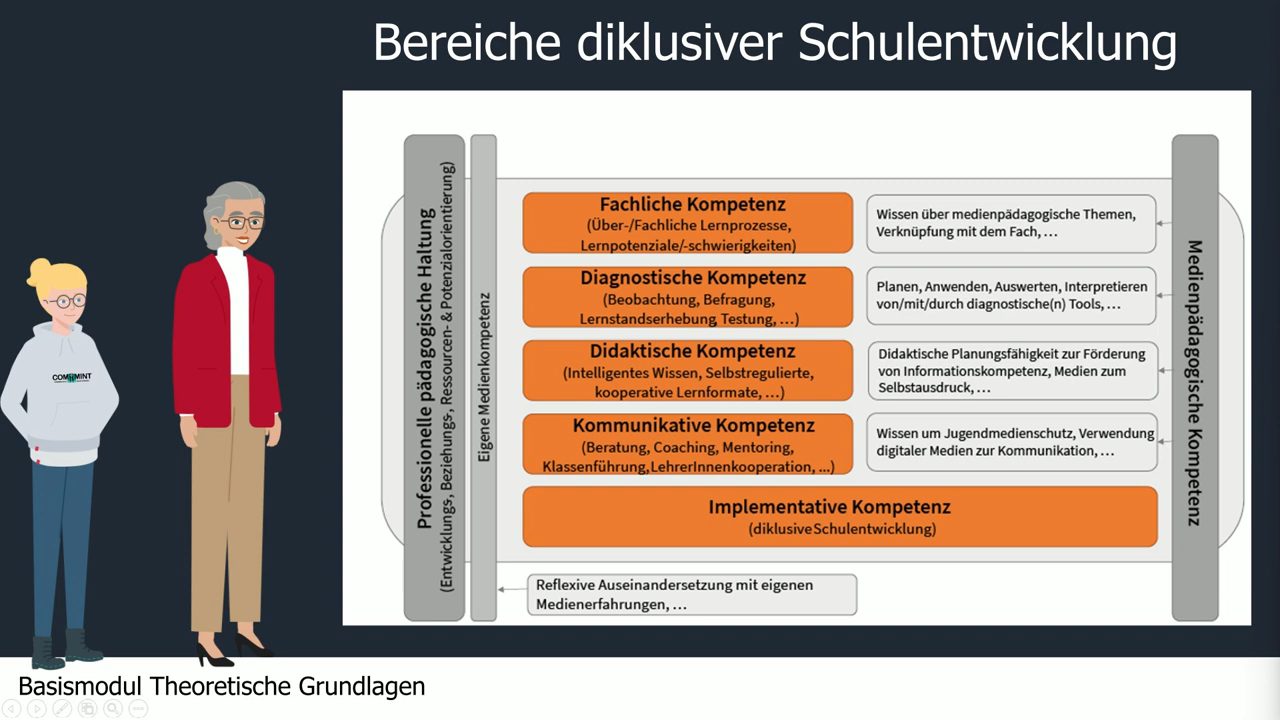 Bereiche diklusiver Schulentwicklung
Professionelle pädagogische Haltung
(Entwicklungs-, Beziehungs-, Ressourcen- & Potenzialorientierung)
Eigene Medienkompetenz
Fachliche Kompetenz
(Über-/Fachliche Lernprozesse,
Lernpotenziale/-schwierigkeiten)
Wissen über medienpädagogische Themen,
Verknüpfung mit dem Fach, …
Diagnostische Kompetenz
(Beobachtung, Befragung,
Lernstandserhebung, Testung, …)
Planen, Anwenden, Auswerten, Interpretieren
von/mit/durch diagnostische(n) Tools, …
Didaktische Kompetenz
(Intelligentes Wissen, Selbstregulierte,
kooperative Lernformate, …)
Didaktische Planungsfähigkeit zur Förderung
von Informationskompetenz, Medien zum
Selbstausdruck, …
Kommunikative Kompetenz
(Beratung, Coaching, Mentoring,
Klassenführung, LehrerInnenkooperation, ...)
Wissen um Jugendmedienschutz, Verwendung
digitaler Medien zur Kommunikation, …
Implementative Kompetenz
(diklusive Schulentwicklung)
Medienpädagogische Kompetenz
Reflexive Auseinandersetzung mit eigenen
Medienerfahrungen, …
COMeMINT
Basismodul Theoretische Grundlagen